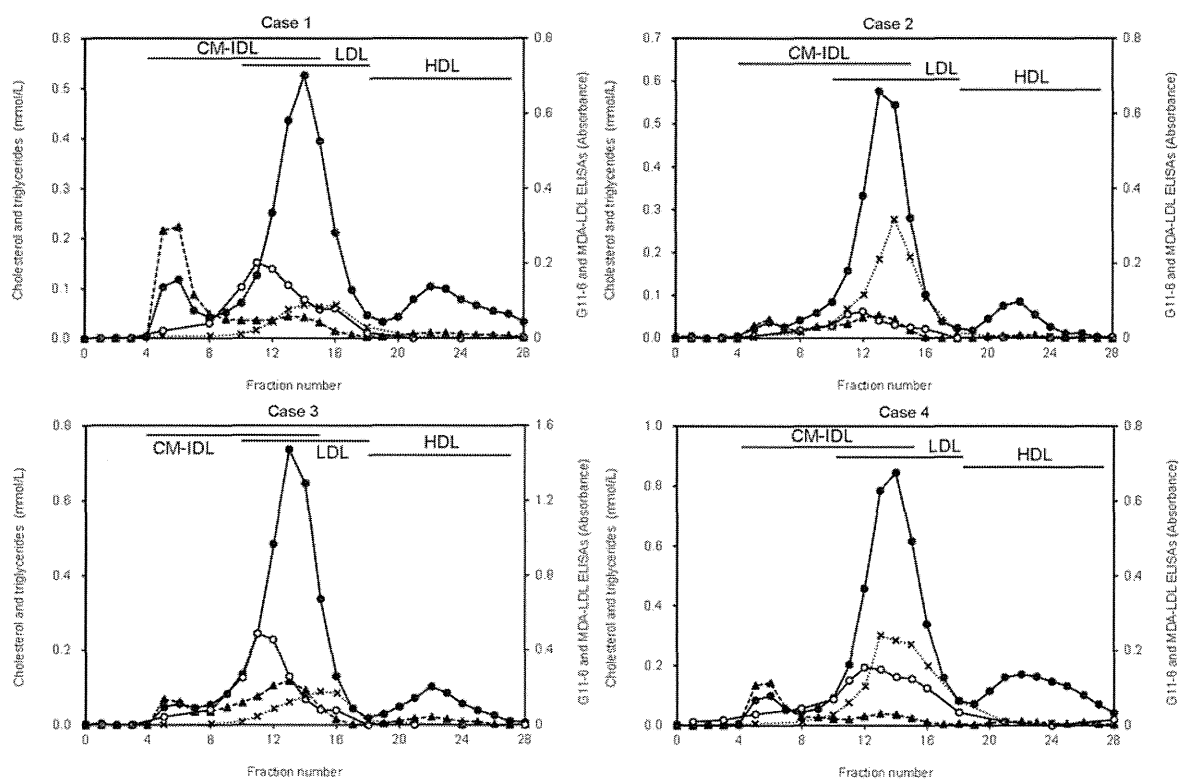 Case 1
CM-IDL
LDL
HDL
Cholesterol and triglycerides (mmol/L)
0.6
0.5
0.4
0.3
0.2
0.1
0.0
0.8
0.6
0.4
0.2
0
G11-6 and MDA-LDL ELISAs (Absorbance)
0 4 8 12 16 20 24 28
Fraction number
Case 2
CM-IDL
LDL
HDL
Cholesterol and triglycerides (mmol/L)
0.7
0.6
0.5
0.4
0.3
0.2
0.1
0.0
0.8
0.6
0.4
0.2
0
G11-6 and MDA-LDL ELISAs (Absorbance)
0 4 8 12 16 20 24 28
Fraction number
Case 3
CM-IDL
LDL
HDL
Cholesterol and triglycerides (mmol/L)
0.8
0.6
0.4
0.2
0.0
1.6
1.2
0.8
0.4
0
G11-6 and MDA-LDL ELISAs (Absorbance)
0 4 8 12 16 20 24 28
Fraction number
Case 4
CM-IDL
LDL
HDL
Cholesterol and triglycerides (mmol/L)
1.0
0.8
0.6
0.4
0.2
0.0
0.8
0.6
0.4
0.2
0
G11-6 and MDA-LDL ELISAs (Absorbance)
0 4 8 12 16 20 24 28
Fraction number